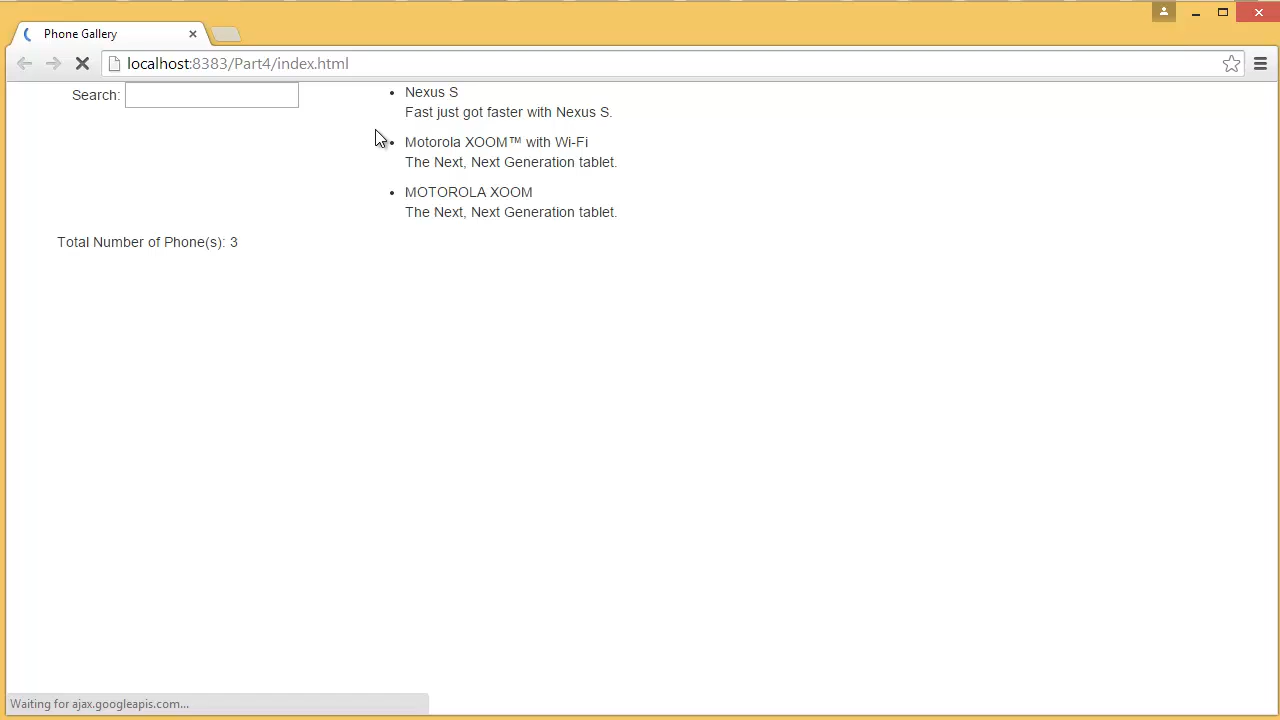 Phone Gallery
localhost:8383/Part4/index.html
Search:
Nexus S
Fast just got faster with Nexus S.
Motorola XOOM™ with Wi-Fi
The Next, Next Generation tablet.
MOTOROLA XOOM
The Next, Next Generation tablet.
Total Number of Phone(s): 3
Waiting for ajax.googleapis.com...